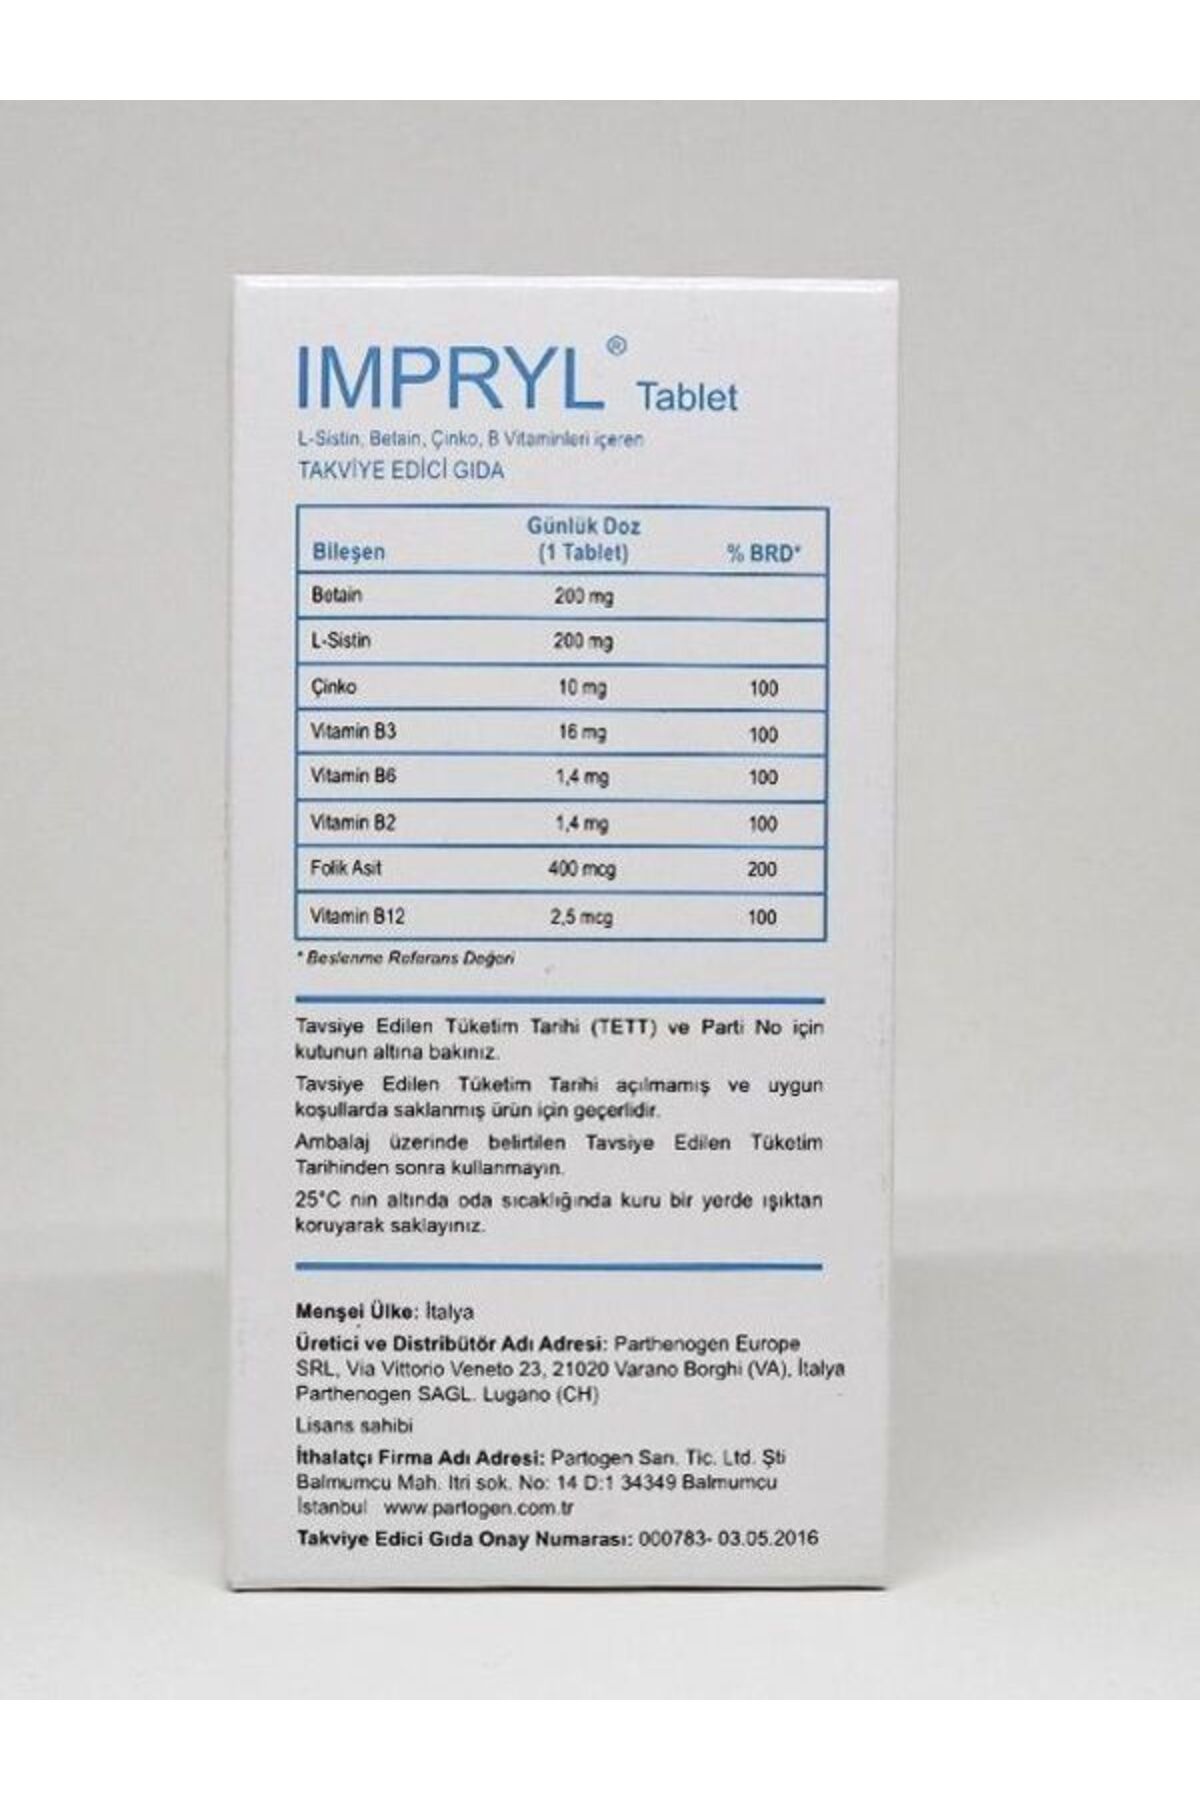 IMPRYL® Tablet
L-Sistin, Betain, Çinko, B Vitaminleri içeren
TAKVİYE EDİCİ GIDA
Bileşen Günlük Doz (1 Tablet) % BRD*
Betain 200 mg
L-Sistin 200 mg
Çinko 10 mg 100
Vitamin B3 16 mg 100
Vitamin B6 1,4 mg 100
Vitamin B2 1,4 mg 100
Folik Asit 400 mcg 200
Vitamin B12 2,5 mcg 100
* Beslenme Referans Değeri
Tavsiye Edilen Tüketim Tarihi (TETT) ve Parti No için
kutunun altına bakınız.
Tavsiye Edilen Tüketim Tarihi açılmamış ve uygun
koşullarda saklanmış ürün için geçerlidir.
Ambalaj üzerinde belirtilen Tavsiye Edilen Tüketim
Tarihinden sonra kullanmayın.
25°C nin altında oda sıcaklığında kuru bir yerde ışıktan
koruyarak saklayınız.
Menşei Ülke: İtalya
Üretici ve Distribütör Adı Adresi: Parthenogen Europe
SRL, Via Vittorio Veneto 23, 21020 Varano Borghi (VA), İtalya
Parthenogen SAGL. Lugano (CH)
Lisans sahibi
İthalatçı Firma Adı Adresi: Partogen San. Tic. Ltd. Şti
Balmumcu Mah. Itri sok. No: 14 D:1 34349 Balmumcu
İstanbul www.partogen.com.tr
Takviye Edici Gıda Onay Numarası: 000783- 03.05.2016